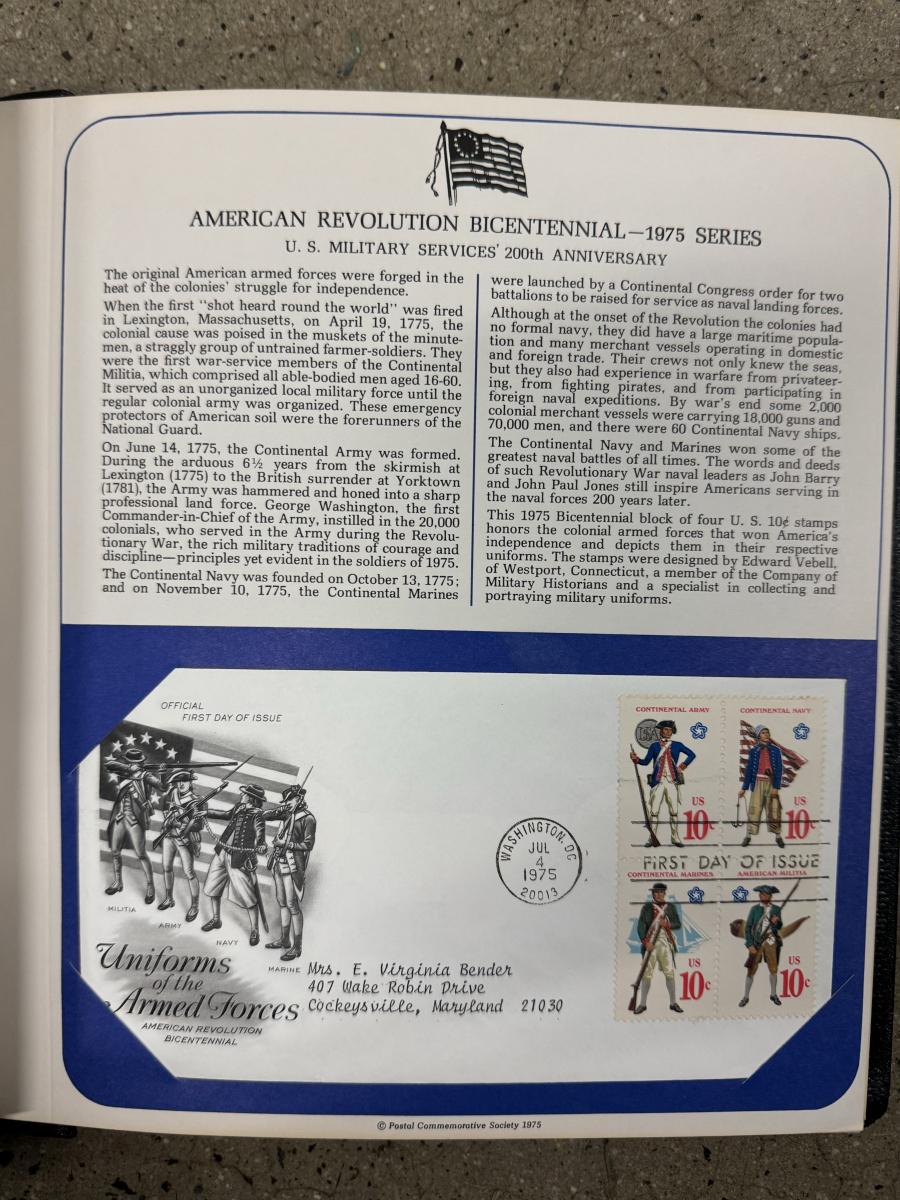 AMERICAN REVOLUTION BICENTENNIAL—1975 SERIES
U. S. MILITARY SERVICES' 200th ANNIVERSARY
The original American armed forces were forged in the
heat of the colonies' struggle for independence.
When the first "shot heard round the world" was fired
in Lexington, Massachusetts, on April 19, 1775, the
colonial cause was poised in the muskets of the minute-
men, a straggly group of untrained farmer-soldiers. They
were the first war-service members of the Continental
Militia, which comprised all able-bodied men aged 16-60.
It served as an unorganized local military force until the
regular colonial army was organized. These emergency
protectors of American soil were the forerunners of the
National Guard.
On June 14, 1775, the Continental Army was formed.
During the arduous 6½ years from the skirmish at
Lexington (1775) to the British surrender at Yorktown
(1781), the Army was hammered and honed into a sharp
professional land force. George Washington, the first
Commander-in-Chief of the Army, instilled in the 20,000
colonials, who served in the Army during the Revolu-
tionary War, the rich military traditions of courage and
discipline—principles yet evident in the soldiers of 1975.
The Continental Navy was founded on October 13, 1775;
and on November 10, 1775, the Continental Marines
were launched by a Continental Congress order for two
battalions to be raised for service as naval landing forces.
Although at the onset of the Revolution the colonies had
no formal navy, they did have a large maritime popula-
tion and many merchant vessels operating in domestic
and foreign trade. Their crews not only knew the seas,
but they also had experience in warfare from privateer-
ing, from fighting pirates, and from participating in
foreign naval expeditions. By war's end some 2,000
colonial merchant vessels were carrying 18,000 guns and
70,000 men, and there were 60 Continental Navy ships.
The Continental Navy and Marines won some of the
greatest naval battles of all times. The words and deeds
of such Revolutionary War naval leaders as John Barry
and John Paul Jones still inspire Americans serving in
the naval forces 200 years later.
This 1975 Bicentennial block of four U. S. 10¢ stamps
honors the colonial armed forces that won America's
independence and depicts them in their respective
uniforms. The stamps were designed by Edward Vebell,
of Westport, Connecticut, a member of the Company of
Military Historians and a specialist in collecting and
portraying military uniforms.
OFFICIAL
FIRST DAY OF ISSUE
MILITIA
ARMY
NAVY
MARINE
Uniforms
of the
Armed Forces
AMERICAN REVOLUTION
BICENTENNIAL
WASHINGTON, DC
JUL
4
1975
20013
Mrs. E. Virginia Bender
407 Wake Robin Drive
Cockeysville, Maryland 21030
CONTINENTAL ARMY
USA
US
10c
CONTINENTAL NAVY
US
10c
FIRST DAY OF ISSUE
CONTINENTAL MARINES
US
10c
AMERICAN MILITIA
US
10c
© Postal Commemorative Society 1975